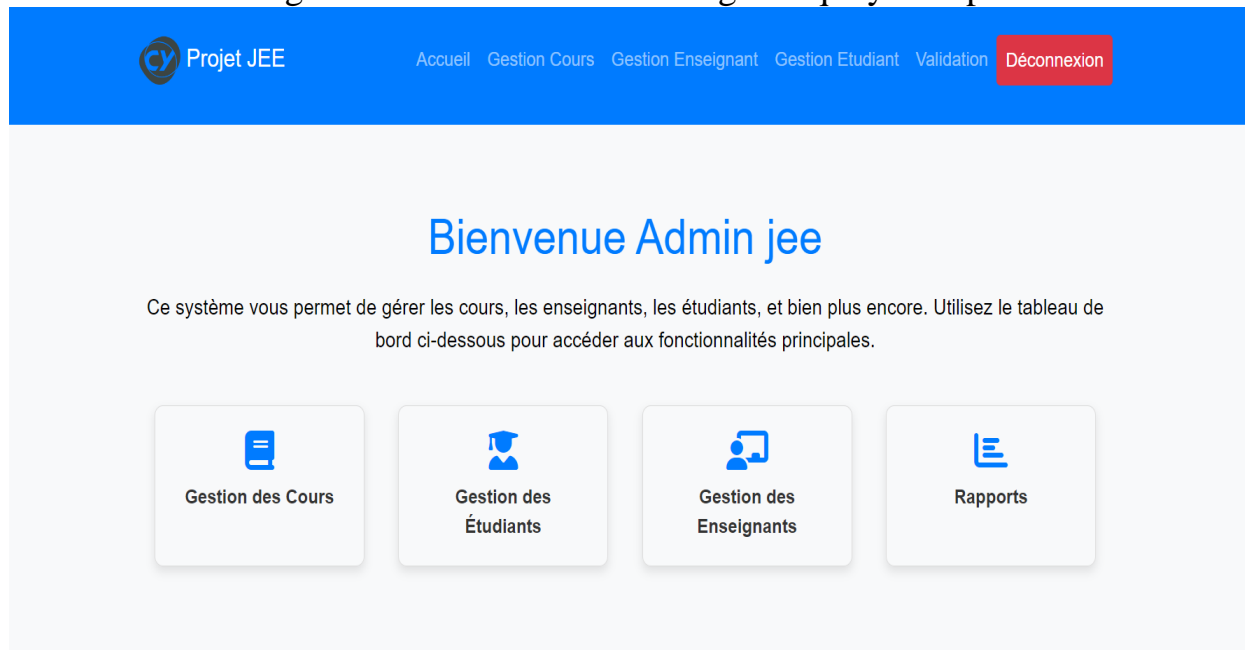 CY Projet JEE
Accueil Gestion Cours Gestion Enseignant Gestion Etudiant Validation Déconnexion
Bienvenue Admin jee
Ce système vous permet de gérer les cours, les enseignants, les étudiants, et bien plus encore. Utilisez le tableau de
bord ci-dessous pour accéder aux fonctionnalités principales.
Gestion des Cours
Gestion des
Étudiants
Gestion des
Enseignants
Rapports